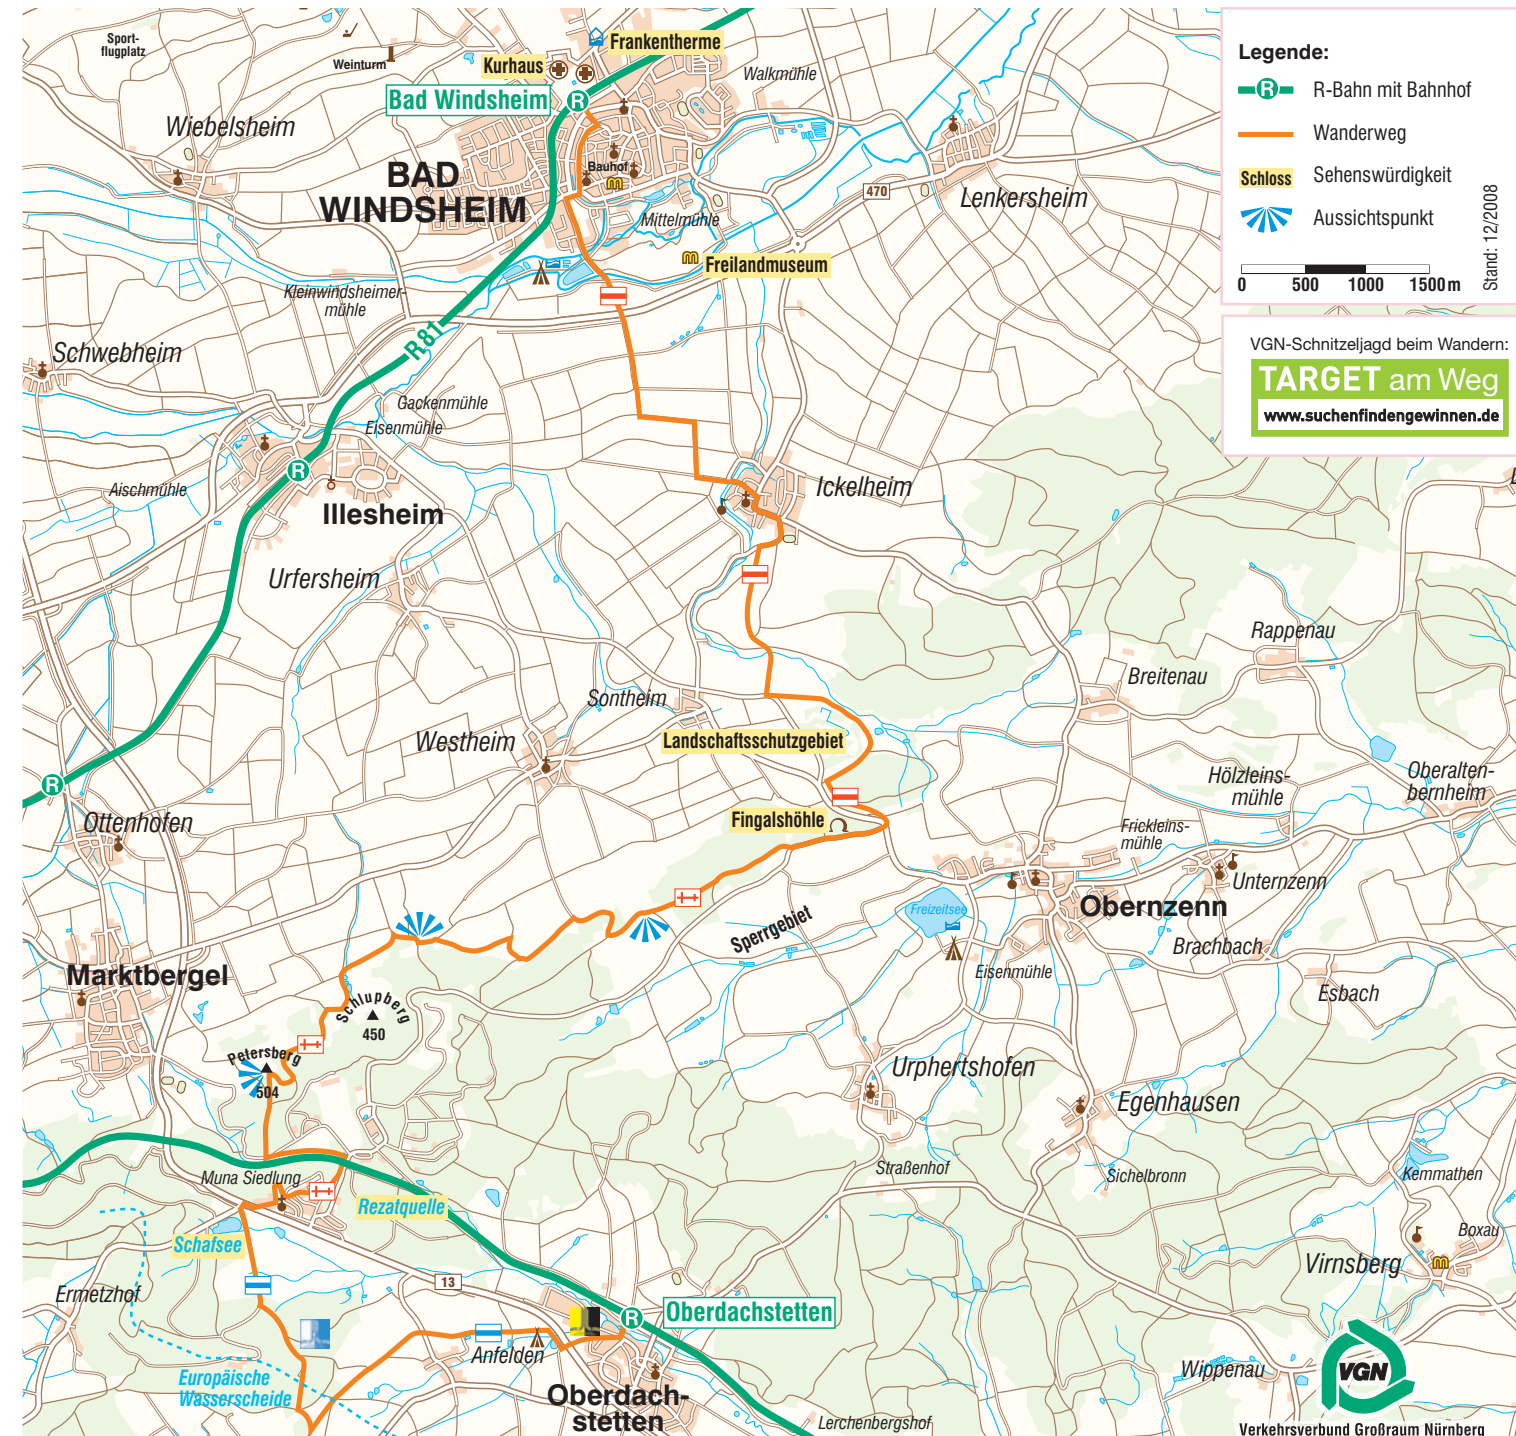 Sport-
flugplatz
Weinturm
Kurhaus
Frankentherme
Bad Windsheim
R
Walkmühle
Wiebelsheim
BAD
WINDSHEIM
Bauhof
Mittelmühle
470
Lenkersheim
Freilandmuseum
Kleinwindsheimer-
mühle
R81
Schwebheim
Gackenmühle
Eisenmühle
Aischmühle
R
Illesheim
Ickelheim
Urfersheim
Rappenau
Breitenau
Sontheim
Westheim
Landschaftsschutzgebiet
R
Hölzleins-
mühle
Oberalten-
bernheim
Ottenhofen
Fingalshöhle
Frickleins-
mühle
Unternzenn
Obernzenn
Freizeitsee
Sperrgebiet
Brachbach
Eisenmühle
Esbach
Marktbergel
Schlupberg
450
Petersberg
504
Urphertshofen
Egenhausen
Straßenhof
Sichelbronn
Kemmathen
Muna Siedlung
Rezatquelle
Schafsee
Boxau
Virnsberg
13
Ermetzhof
Oberdachstetten
R
Anfelden
Europäische
Wasserscheide
Oberdach-
stetten
Wippenau
Lerchenbergshof
Legende:
R
R-Bahn mit Bahnhof
Wanderweg
Schloss
Sehenswürdigkeit
Aussichtspunkt
0 500 1000 1500 m
Stand: 12/2008
VGN-Schnitzeljagd beim Wandern:
TARGET am Weg
www.suchenfindengewinnen.de
VGN
Verkehrsverbund Großraum Nürnberg